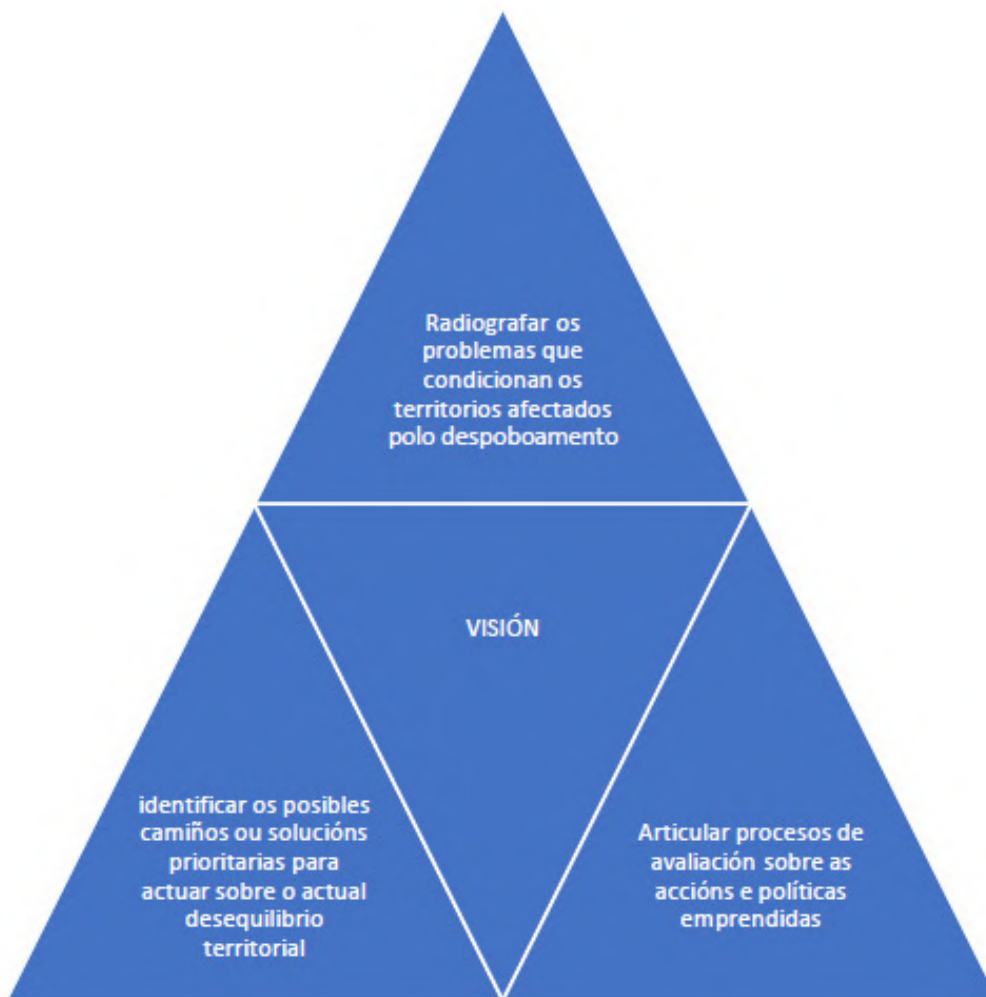 Radiografar os
problemas que
condicionan os
territorios afectados
polo despoboamento
VISIÓN
identificar os posibles
camiños ou solucións
prioritarias para
actuar sobre o actual
desequilibrio
territorial
Articular procesos de
avaliación sobre as
accións e políticas
emprendidas